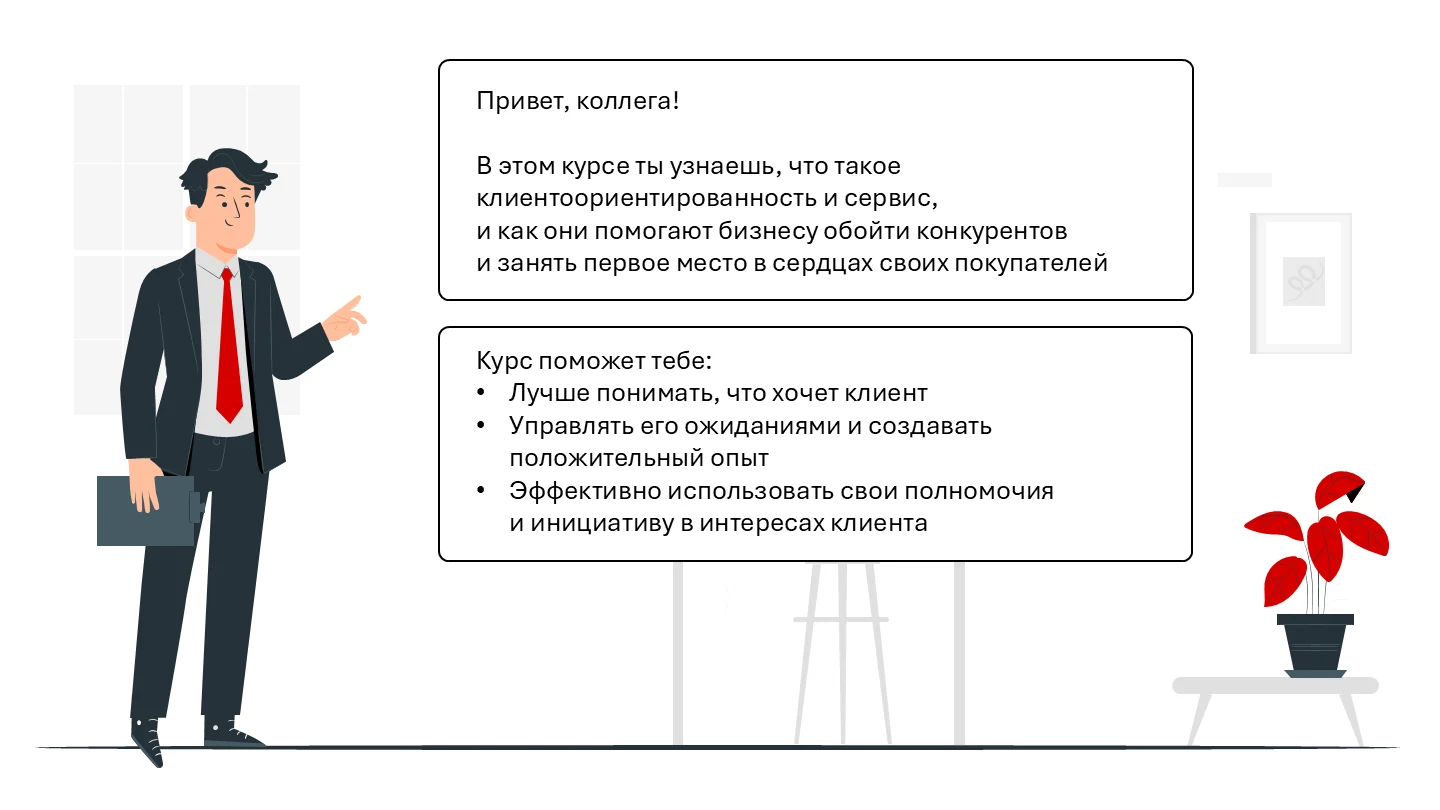 Привет, коллега!
В этом курсе ты узнаешь, что такое
клиентоориентированность и сервис,
и как они помогают бизнесу обойти конкурентов
и занять первое место в сердцах своих покупателей
Курс поможет тебе:
• Лучше понимать, что хочет клиент
• Управлять его ожиданиями и создавать
положительный опыт
• Эффективно использовать свои полномочия
и инициативу в интересах клиента